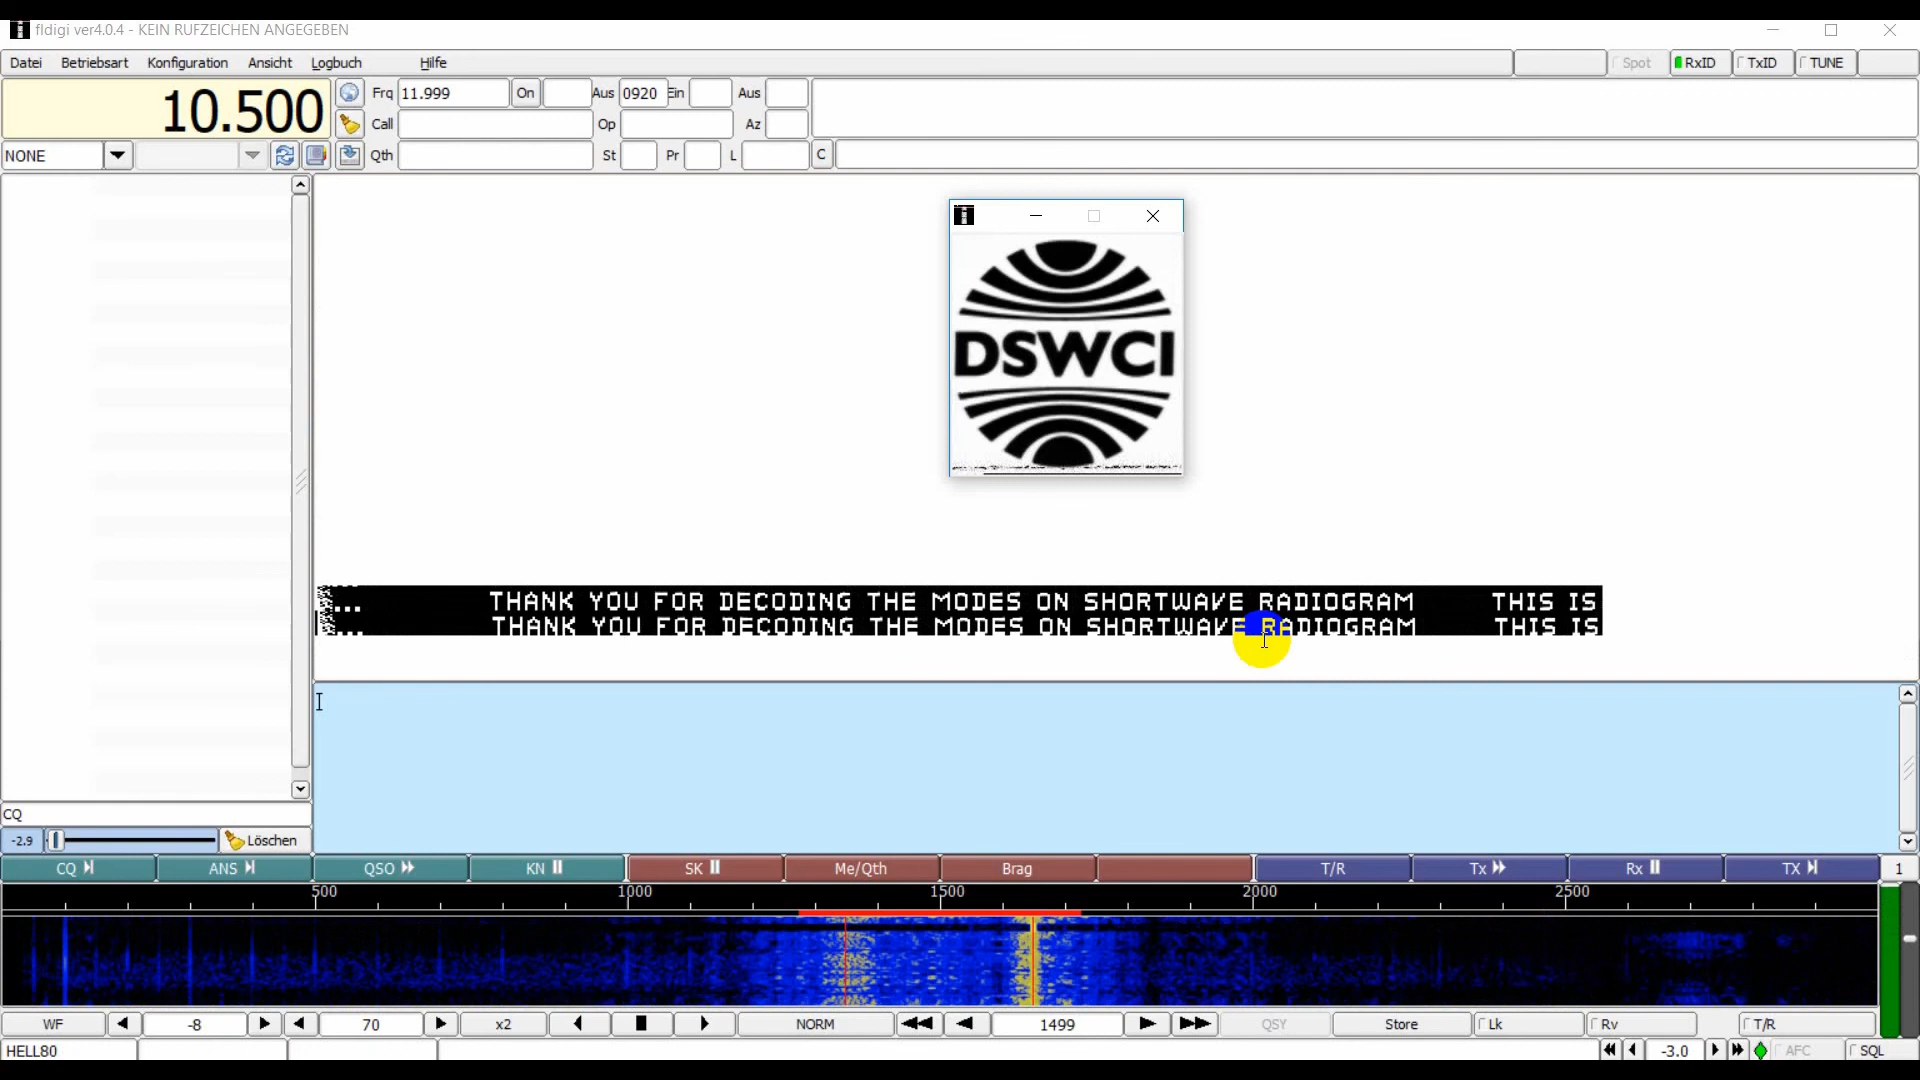 fldigi ver4.0.4 - KEIN RUFZEICHEN ANGEGEBEN
Datei Betriebsart Konfiguration Ansicht Logbuch Hilfe Spot RxID TxID TUNE
10.500 Frq 11.999 On Aus 0920 Ein Aus
Call Op Az
NONE Qth St Pr L C
DSWCI
... THANK YOU FOR DECODING THE MODES ON SHORTWAVE RADIOGRAM THIS IS
... THANK YOU FOR DECODING THE MODES ON SHORTWAVE RADIOGRAM THIS IS
CQ
-2.9 Löschen
CQ ANS QSO KN SK Me/Qth Brag T/R Tx Rx TX 1
500 1000 1500 2000 2500
WF -8 70 x2 NORM 1499 QSY Store Lk Rv T/R
HELL80 -3.0 AFC SQL